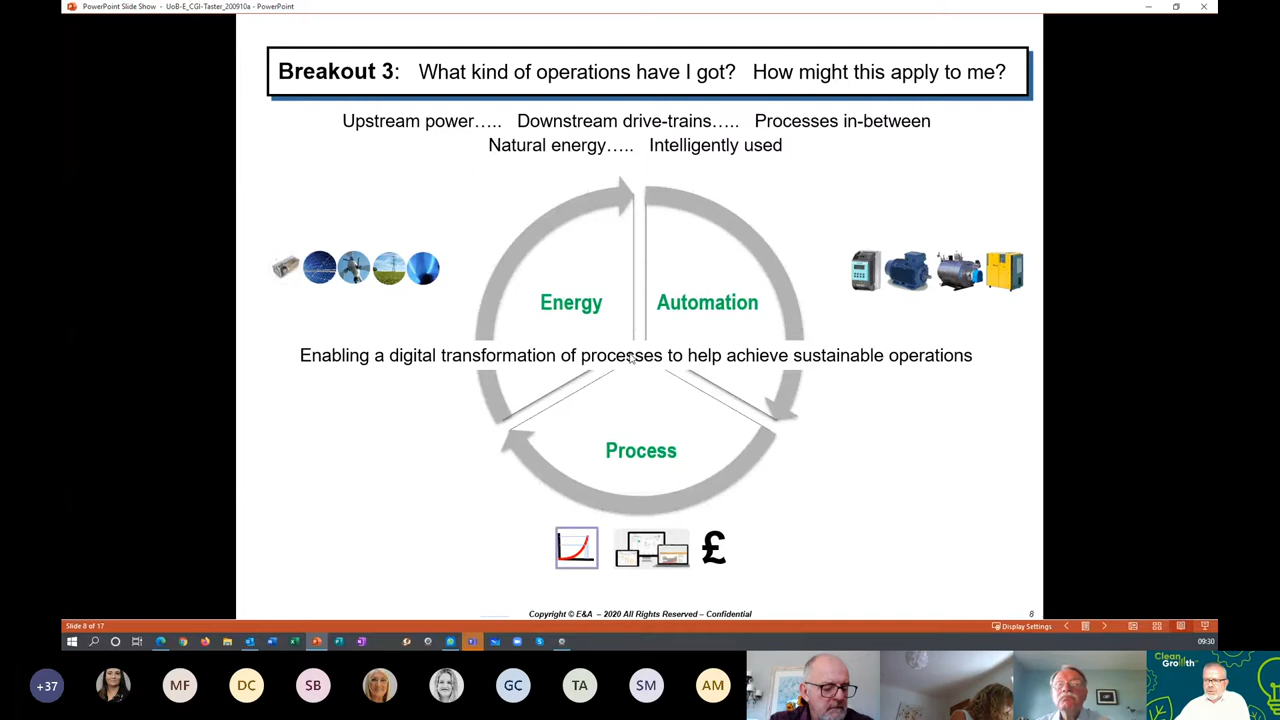 PowerPoint Slide Show - UoB-E_CGI-Taster_200910a - PowerPoint
Breakout 3: What kind of operations have I got? How might this apply to me?
Upstream power….. Downstream drive-trains….. Processes in-between
Natural energy….. Intelligently used
Energy
Automation
Enabling a digital transformation of processes to help achieve sustainable operations
Process
£
Copyright © E&A – 2020 All Rights Reserved – Confidential
8
Slide 8 of 17
Display Settings
09:30
+37
MF
DC
SB
GC
TA
SM
AM
Clean
Growth